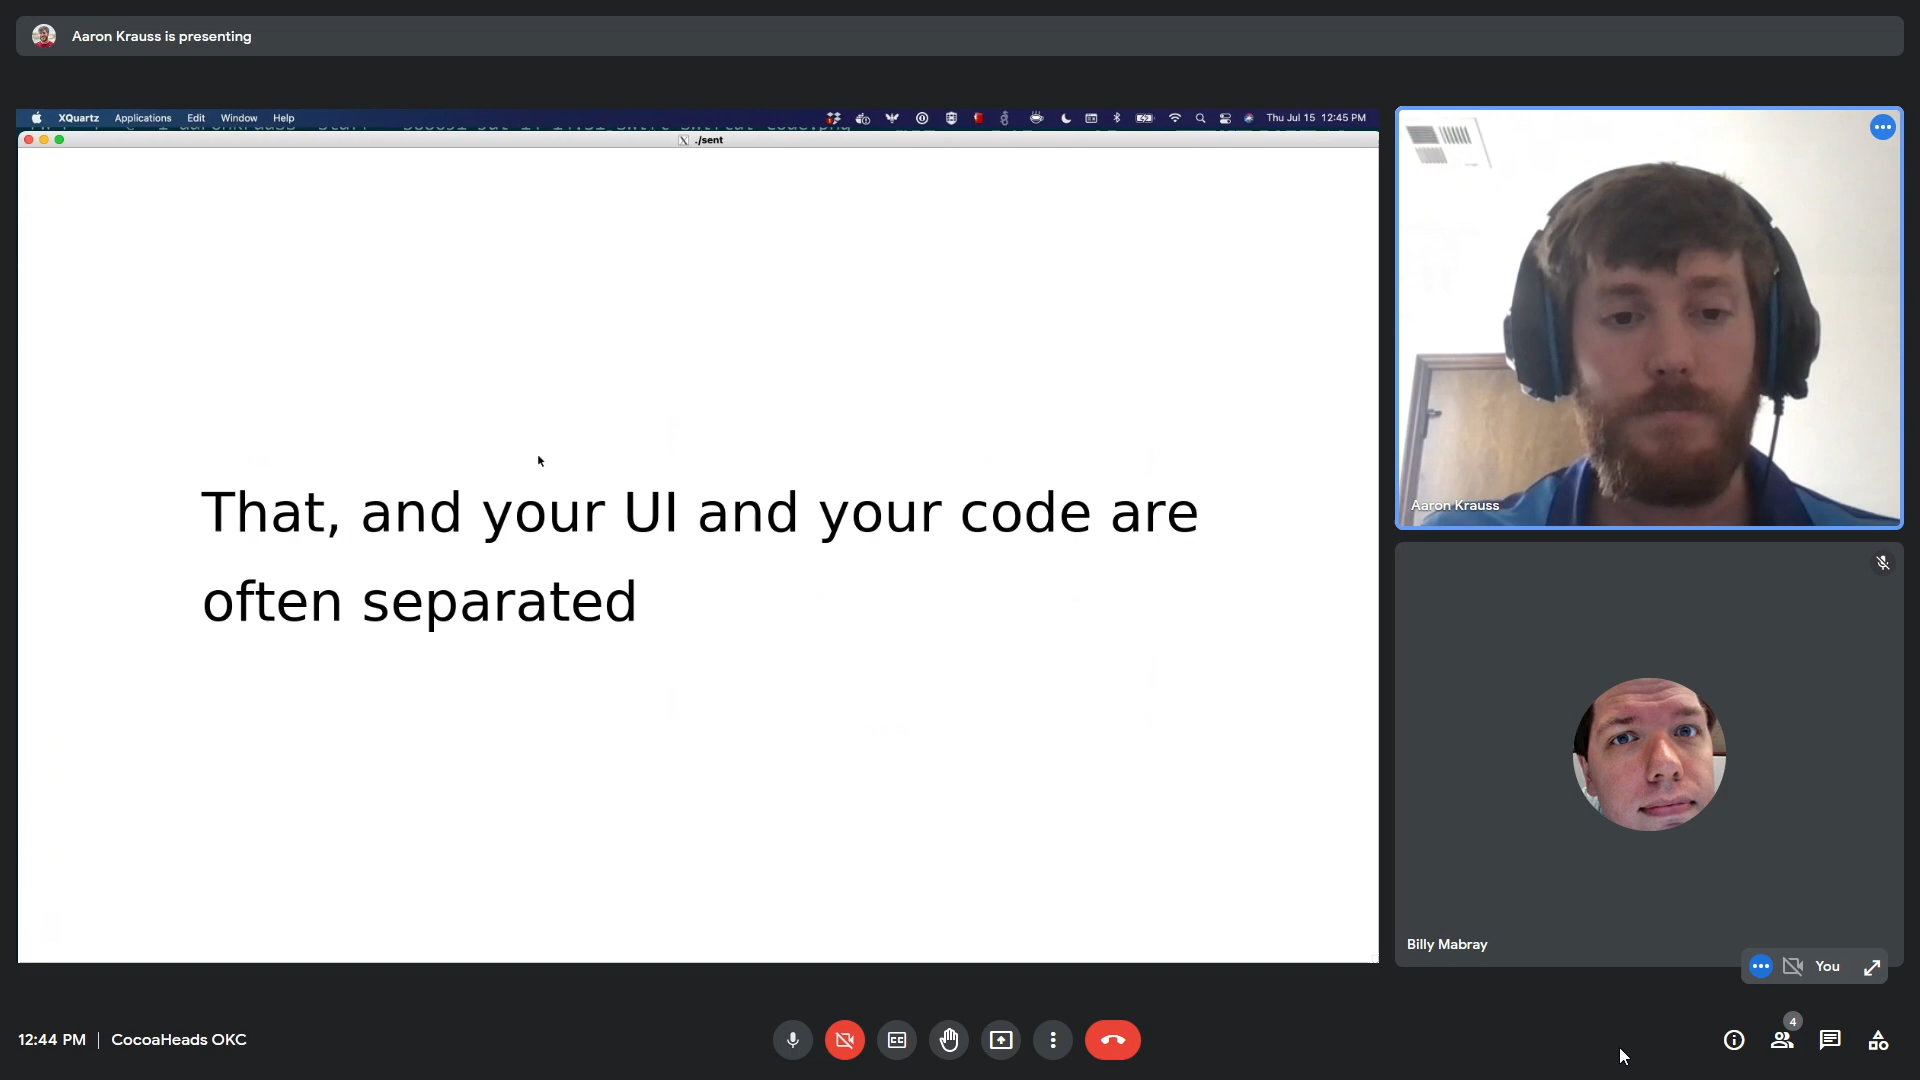 Aaron Krauss is presenting
XQuartz Applications Edit Window Help
Thu Jul 15 12:45 PM
./sent
That, and your UI and your code are
often separated
Aaron Krauss
Billy Mabray
You
12:44 PM | CocoaHeads OKC
4